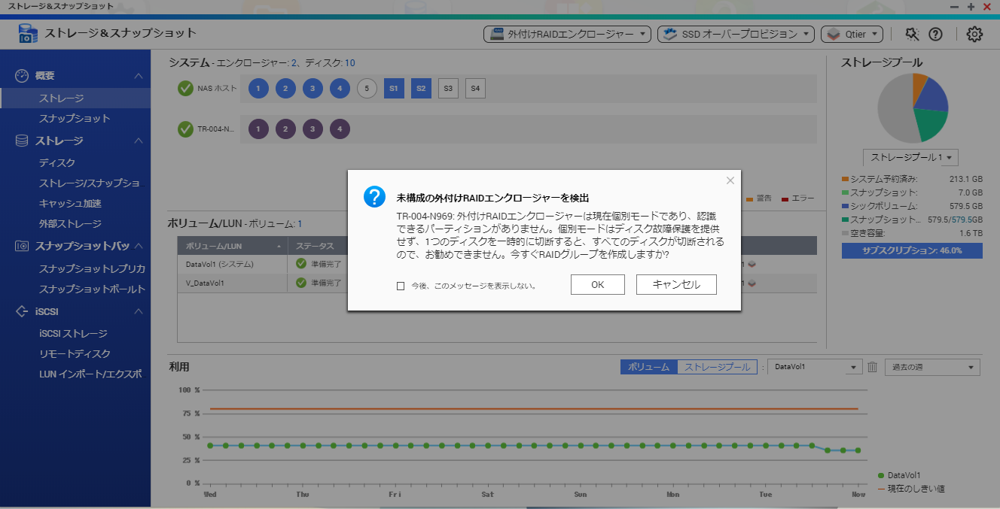 ストレージ&スナップショット
ストレージ&スナップショット
外付けRAIDエンクロージャー
SSD オーバープロビジョン
Qtier
概要
ストレージ
スナップショット
ストレージ
ディスク
ストレージ/スナップショ
キャッシュ加速
外部ストレージ
スナップショットバッ
スナップショットレプリカ
スナップショットボールト
iSCSI
iSCSI ストレージ
リモートディスク
LUN インポート/エクスポ
システム - エンクロージャー: 2、ディスク: 10
NAS ホスト 1 2 3 4 5 S1 S2 S3 S4
TR-004-N... 1 2 3 4
警告 エラー
ボリューム/LUN - ボリューム: 1
ボリューム/LUN ステータス
DataVol1 (システム) 準備完了
V_DataVol1 準備完了
未構成の外付けRAIDエンクロージャーを検出
TR-004-N969: 外付けRAIDエンクロージャーは現在個別モードであり、認識
できるパーティションがありません。個別モードはディスク故障保護を提供
せず、1つのディスクを一時的に切断すると、すべてのディスクが切断される
ので、お勧めできません。今すぐRAIDグループを作成しますか?
今後、このメッセージを表示しない。
OK
キャンセル
ストレージプール
ストレージプール 1
システム予約済み: 213.1 GB
スナップショット: 7.0 GB
シックボリューム: 579.5 GB
スナップショット... 579.5/579.5GB
空き容量: 1.6 TB
サブスクリプション: 46.0%
利用
ボリューム ストレージプール : DataVol1 過去の週
100 %
75 %
50 %
25 %
0 %
Wed Thu Fri Sat Sun Mon Tue Now
DataVol1
現在のしきい値